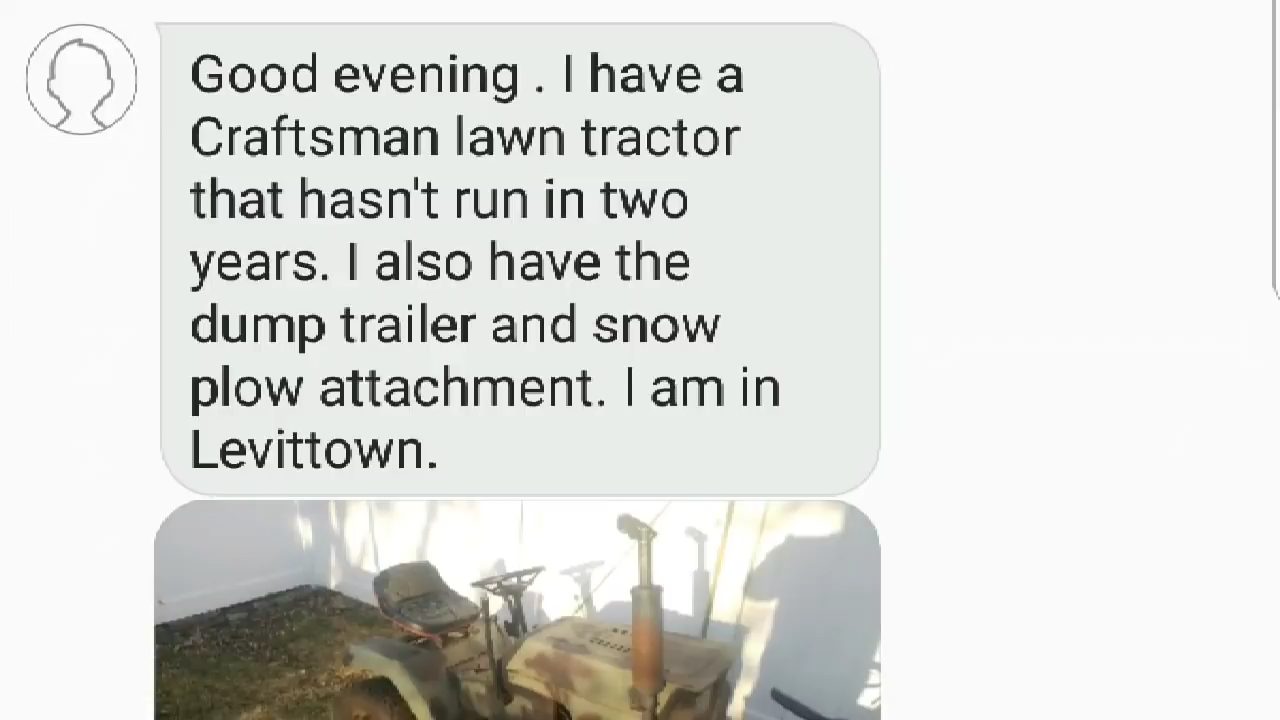 Good evening . I have a
Craftsman lawn tractor
that hasn't run in two
years. I also have the
dump trailer and snow
plow attachment. I am in
Levittown.